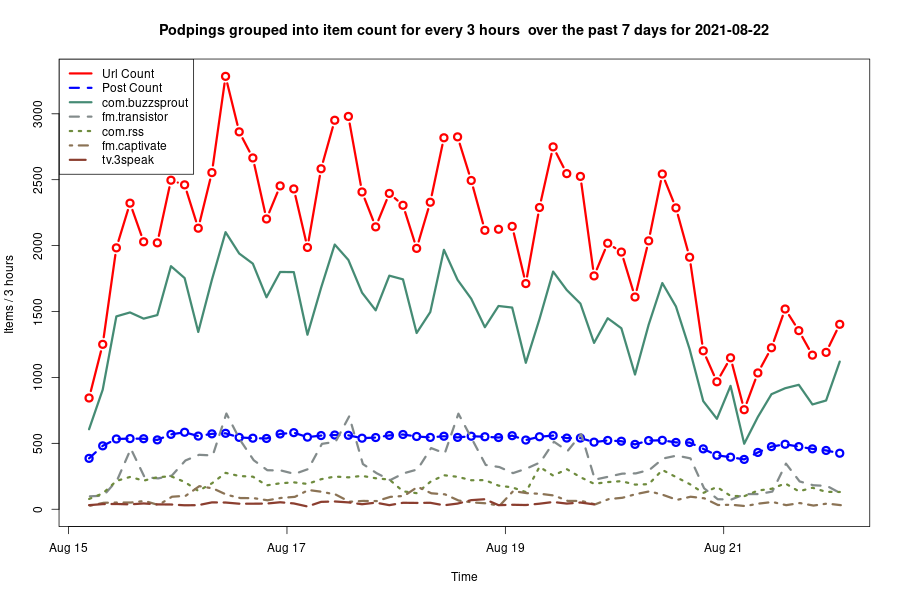 Podpings grouped into item count for every 3 hours  over the past 7 days for 2021-08-22
Url Count
Post Count
com.buzzsprout
fm.transistor
com.rss
fm.captivate
tv.3speak
Items / 3 hours
3000
2500
2000
1500
1000
500
0
Aug 15
Aug 17
Aug 19
Aug 21
Time